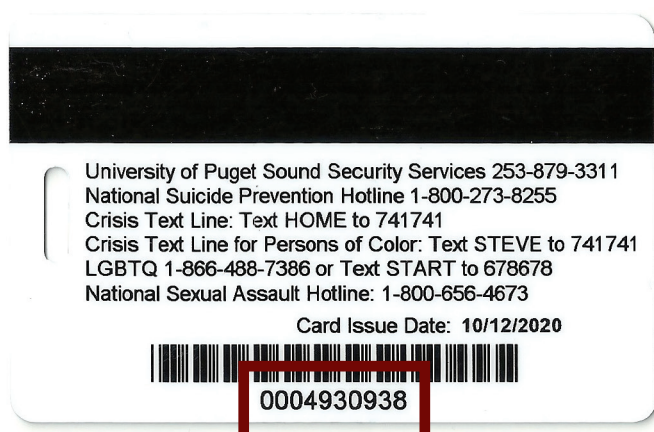 University of Puget Sound Security Services 253-879-3311
National Suicide Prevention Hotline 1-800-273-8255
Crisis Text Line: Text HOME to 741741
Crisis Text Line for Persons of Color: Text STEVE to 741741
LGBTQ 1-866-488-7386 or Text START to 678678
National Sexual Assault Hotline: 1-800-656-4673
Card Issue Date: 10/12/2020
0004930938